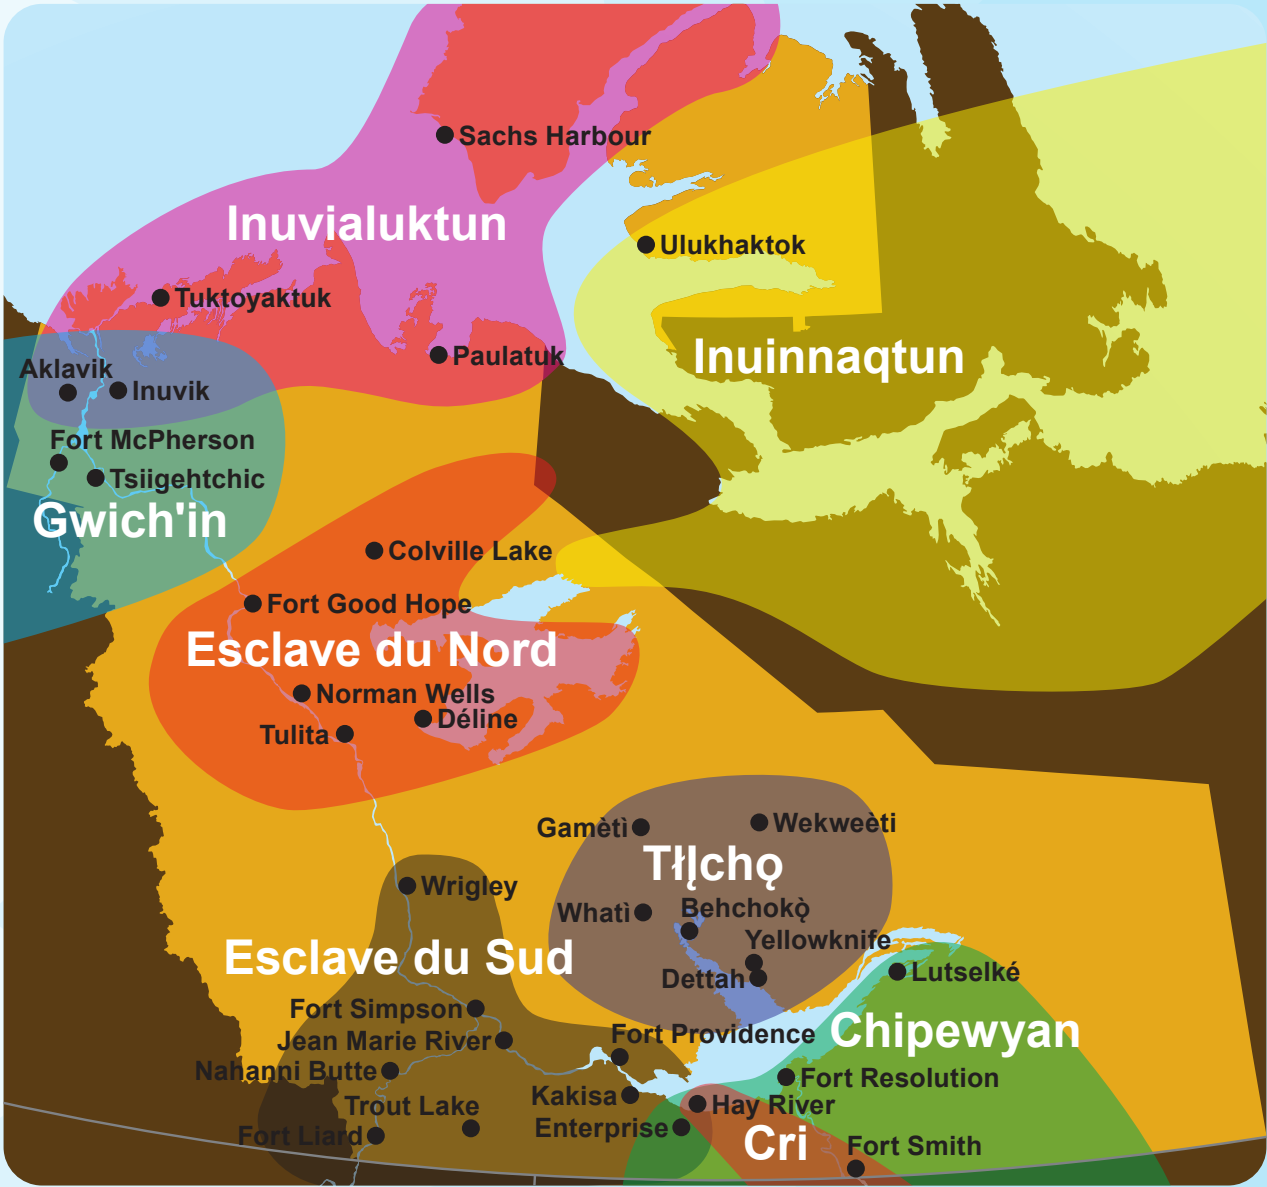 Sachs Harbour
Inuvialuktun
Ulukhaktok
Tuktoyaktuk
Paulatuk
Inuinnaqtun
Aklavik
Inuvik
Fort McPherson
Tsiigehtchic
Gwich'in
Colville Lake
Fort Good Hope
Esclave du Nord
Norman Wells
Déline
Tulita
Gamètì
Wekweètì
Tłįchǫ
Wrigley
Whatì
Behchokǫ̀
Yellowknife
Esclave du Sud
Dettah
Lutselké
Fort Simpson
Chipewyan
Fort Providence
Jean Marie River
Nahanni Butte
Fort Resolution
Kakisa
Hay River
Trout Lake
Enterprise
Fort Liard
Cri
Fort Smith